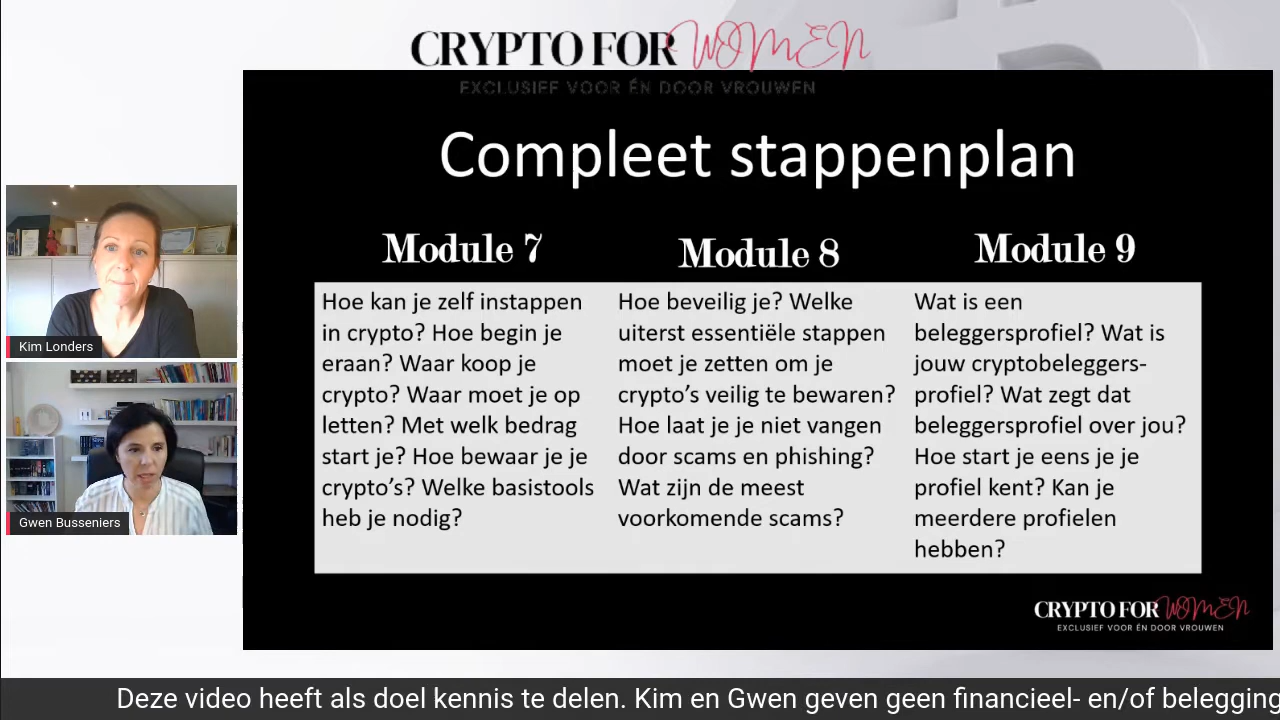 CRYPTO FOR WOMEN
EXCLUSIEF VOOR ÉN DOOR VROUWEN
Compleet stappenplan
Module 7
Hoe kan je zelf instappen
in crypto? Hoe begin je
eraan? Waar koop je
crypto? Waar moet je op
letten? Met welk bedrag
start je? Hoe bewaar je je
crypto’s? Welke basistools
heb je nodig?
Module 8
Hoe beveilig je? Welke
uiterst essentiële stappen
moet je zetten om je
crypto’s veilig te bewaren?
Hoe laat je je niet vangen
door scams en phishing?
Wat zijn de meest
voorkomende scams?
Module 9
Wat is een
beleggersprofiel? Wat is
jouw cryptobeleggers-
profiel? Wat zegt dat
beleggersprofiel over jou?
Hoe start je eens je je
profiel kent? Kan je
meerdere profielen
hebben?
Kim Londers
Gwen Busseniers
CRYPTO FOR WOMEN
EXCLUSIEF VOOR ÉN DOOR VROUWEN
Deze video heeft als doel kennis te delen. Kim en Gwen geven geen financieel- en/of belegging